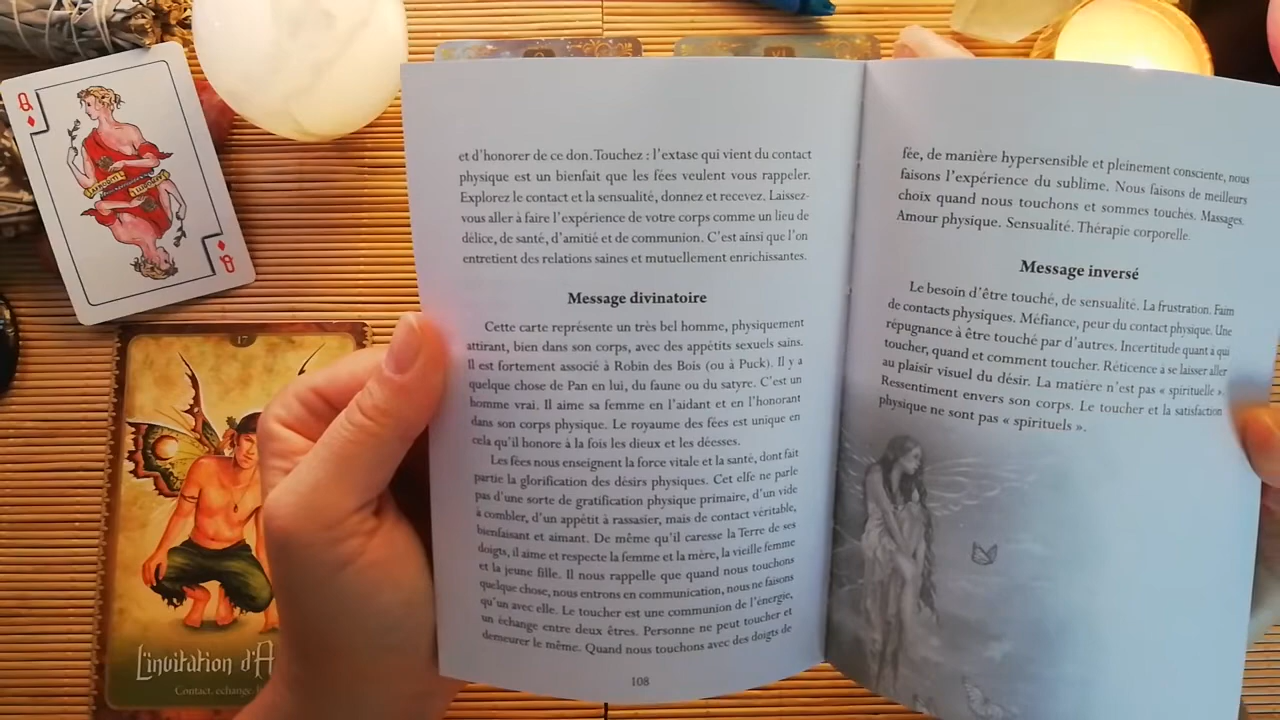 Q
Q
17
L'invitation d'A
Contact, echange,
VI
et d'honorer de ce don. Touchez : l'extase qui vient du contact
physique est un bienfait que les fées veulent vous rappeler.
Explorez le contact et la sensualité, donnez et recevez. Laissez-
vous aller à faire l'expérience de votre corps comme un lieu de
délice, de santé, d'amitié et de communion. C'est ainsi que l'on
entretient des relations saines et mutuellement enrichissantes.
Message divinatoire
Cette carte représente un très bel homme, physiquement
attirant, bien dans son corps, avec des appétits sexuels sains.
Il est fortement associé à Robin des Bois (ou à Puck). Il y a
quelque chose de Pan en lui, du faune ou du satyre. C'est un
homme vrai. Il aime sa femme en l'aidant et en l'honorant
dans son corps physique. Le royaume des fées est unique en
cela qu'il honore à la fois les dieux et les déesses.
Les fées nous enseignent la force vitale et la santé, dont fait
partie la glorification des désirs physiques. Cet elfe ne parle
pas d'une sorte de gratification physique primaire, d'un vide
à combler, d'un appétit à rassasier, mais de contact véritable,
bienfaisant et aimant. De même qu'il caresse la Terre de ses
doigts, il aime et respecte la femme et la mère, la vieille femme
et la jeune fille. Il nous rappelle que quand nous touchons
quelque chose, nous entrons en communication, nous ne faisons
qu'un avec elle. Le toucher est une communion de l'énergie,
un échange entre deux êtres. Personne ne peut toucher et
demeurer le même. Quand nous touchons avec des doigts de
108
fée, de manière hypersensible et pleinement consciente, nous
faisons l'expérience du sublime. Nous faisons de meilleurs
choix quand nous touchons et sommes touchés. Massages.
Amour physique. Sensualité. Thérapie corporelle.
Message inversé
Le besoin d'être touché, de sensualité. La frustration. Faim
de contacts physiques. Méfiance, peur du contact physique. Une
répugnance à être touché par d'autres. Incertitude quant à qui
toucher, quand et comment toucher. Réticence à se laisser aller
au plaisir visuel du désir. La matière n'est pas « spirituelle ».
Ressentiment envers son corps. Le toucher et la satisfaction
physique ne sont pas « spirituels ».